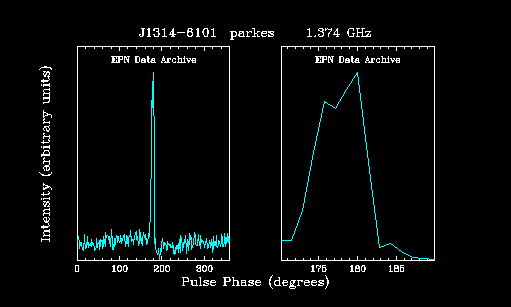 J1314-6101 parkes 1.374 GHz
EPN Data Archive EPN Data Archive
Intensity (arbitrary units)
0 100 200 300 175 180 185
Pulse Phase (degrees)